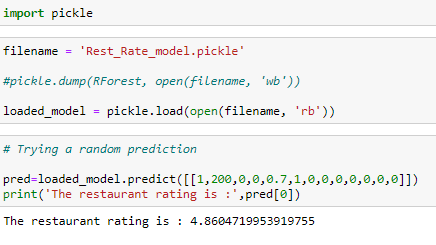 import pickle
filename = 'Rest_Rate_model.pickle'
#pickle.dump(RForest, open(filename, 'wb'))
loaded_model = pickle.load(open(filename, 'rb'))
# Trying a random prediction
pred=loaded_model.predict([[1,200,0,0,0.7,1,0,0,0,0,0,0,0]])
print('The restaurant rating is :',pred[0])
The restaurant rating is : 4.8604719953919755